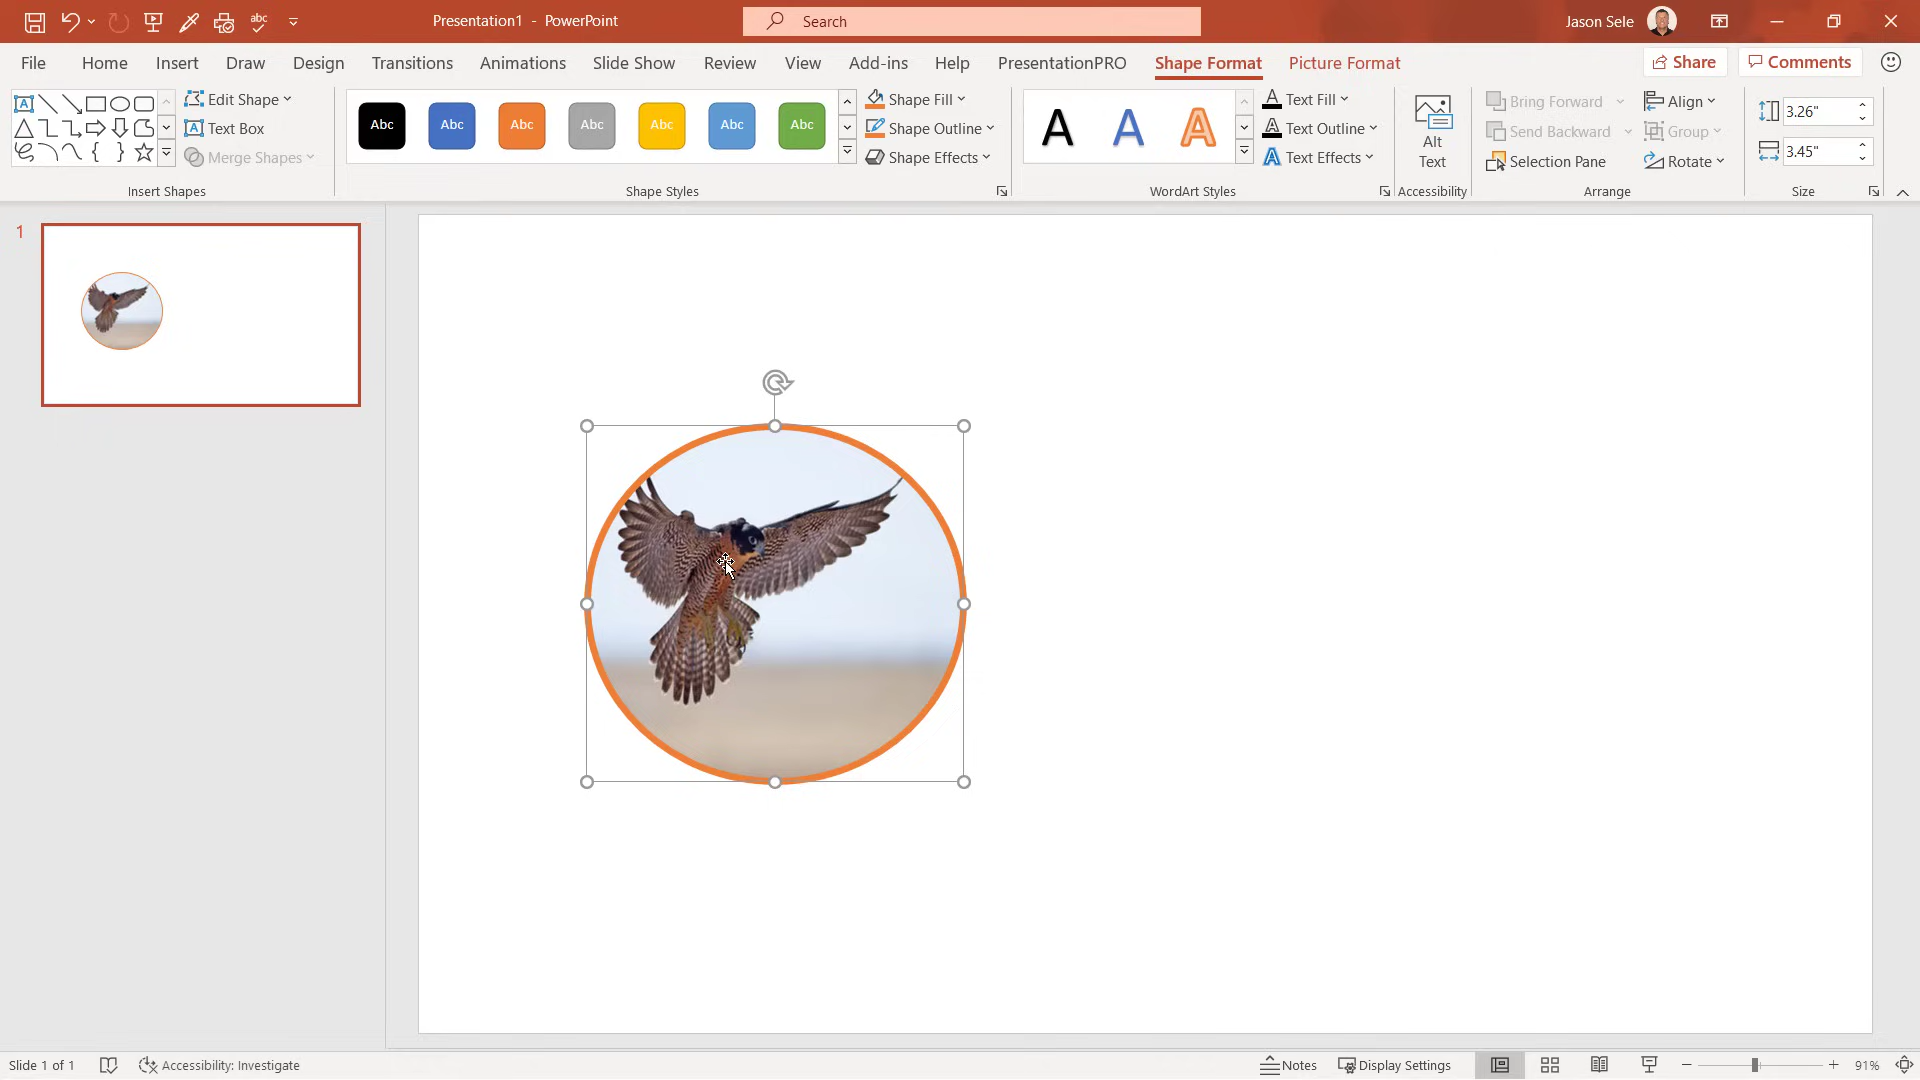 Presentation1 - PowerPoint
Search
Jason Sele
File Home Insert Draw Design Transitions Animations Slide Show Review View Add-ins Help PresentationPRO Shape Format Picture Format Share Comments
Edit Shape
Text Box
Merge Shapes
Insert Shapes
Abc Abc Abc Abc Abc Abc Abc
Shape Fill
Shape Outline
Shape Effects
Shape Styles
A A A
Text Fill
Text Outline
Text Effects
WordArt Styles
Alt
Text
Accessibility
Bring Forward
Send Backward
Selection Pane
Align
Group
Rotate
Arrange
3.26"
3.45"
Size
1
Slide 1 of 1 Accessibility: Investigate Notes Display Settings 91%